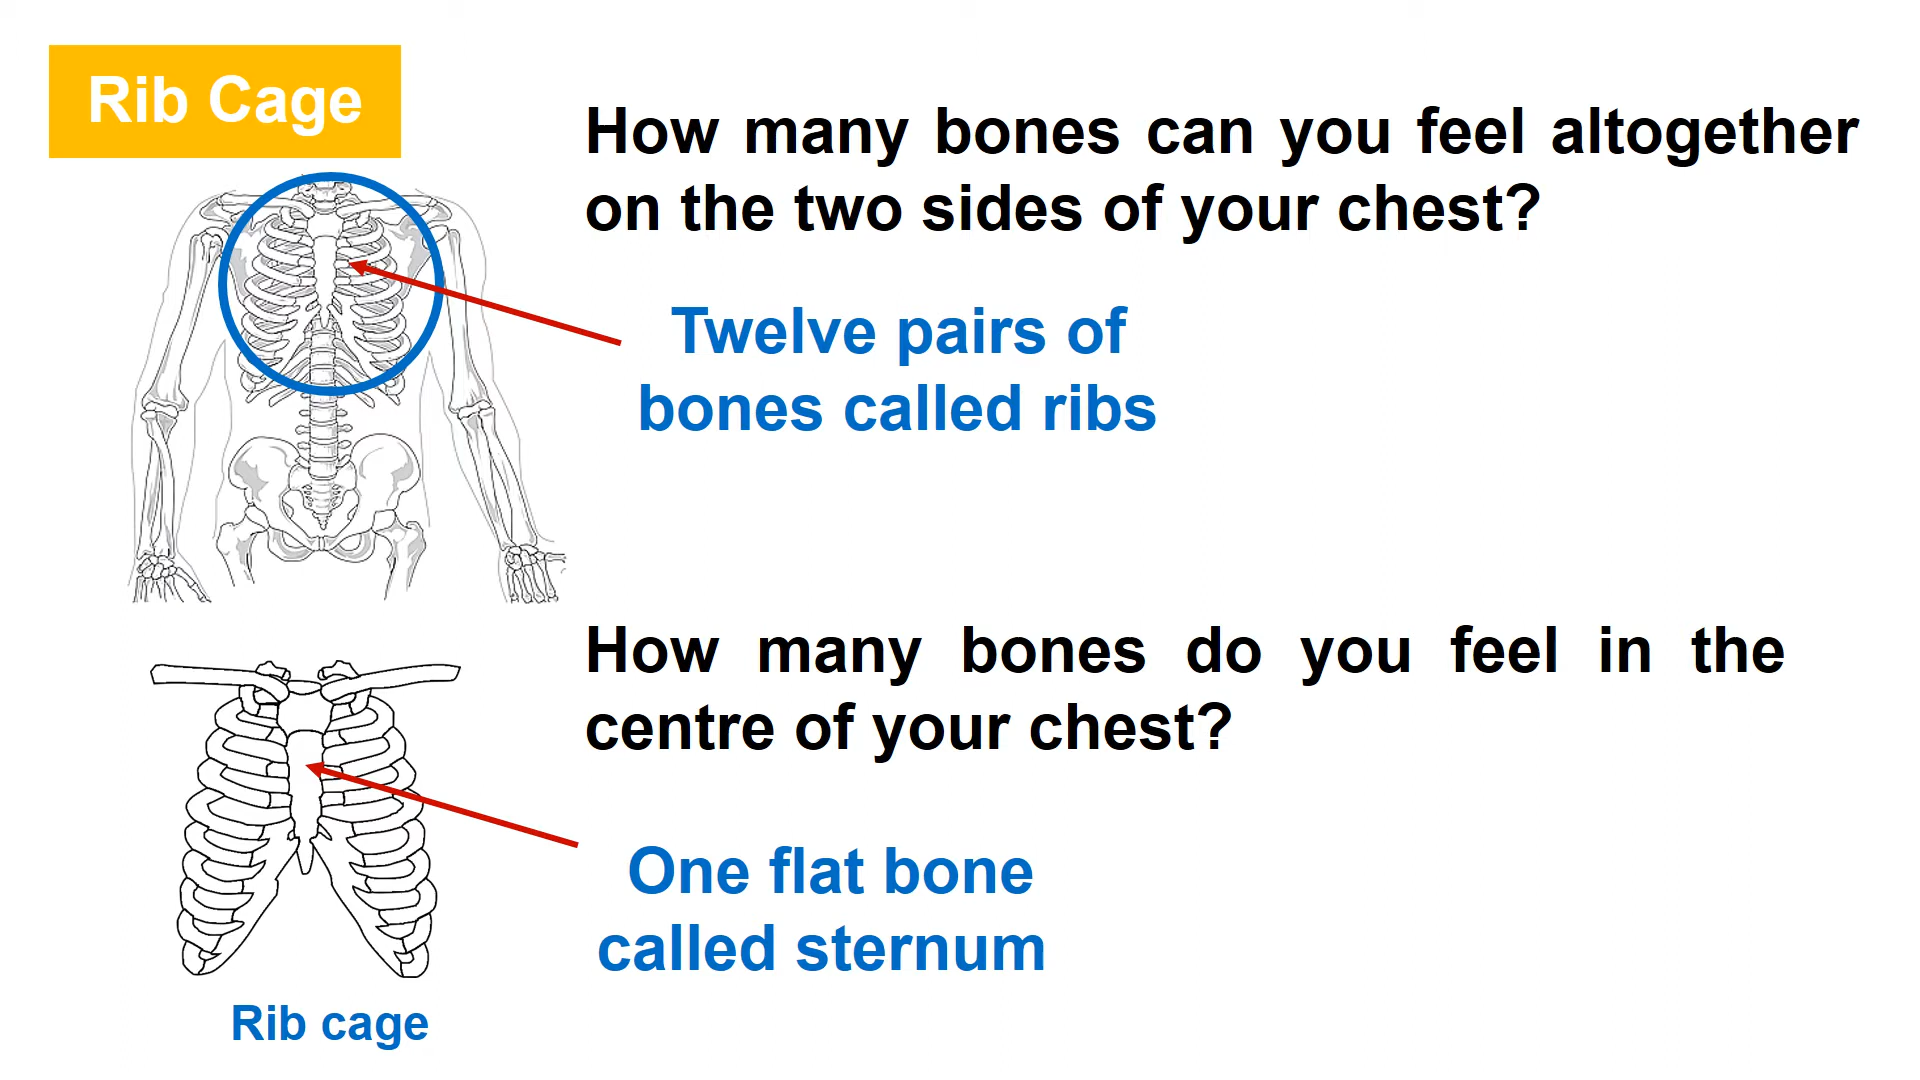 Rib Cage
How many bones can you feel altogether
on the two sides of your chest?
Twelve pairs of
bones called ribs
How many bones do you feel in the
centre of your chest?
One flat bone
called sternum
Rib cage